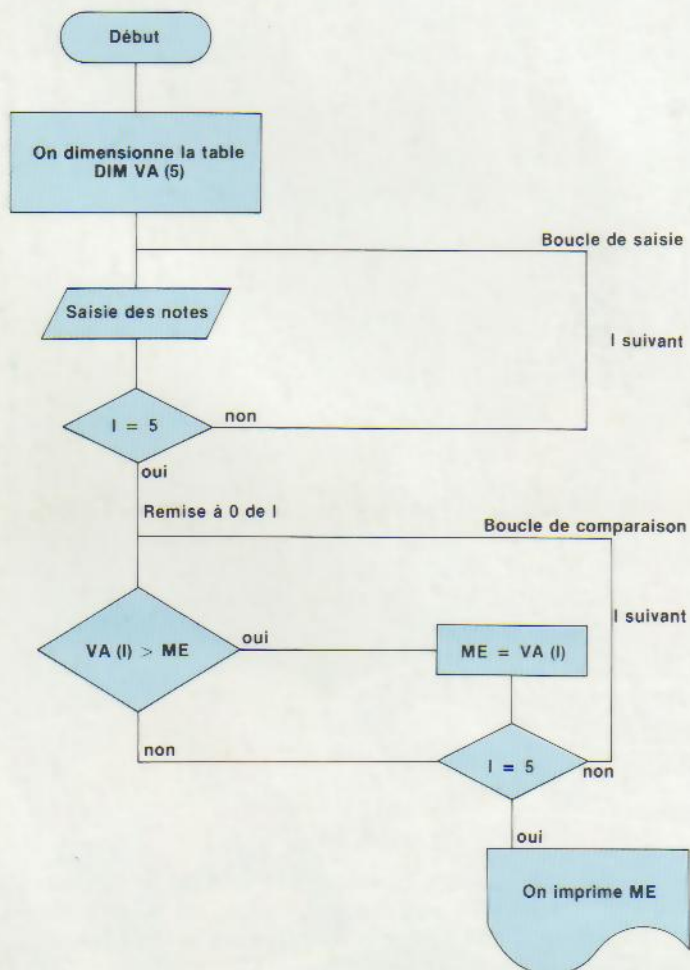 Début
On dimensionne la table
DIM VA (5)
Boucle de saisie
Saisie des notes
I suivant
I = 5
non
oui
Remise à 0 de I
Boucle de comparaison
I suivant
VA (I) > ME
oui
ME = VA (I)
non
I = 5
non
oui
On imprime ME